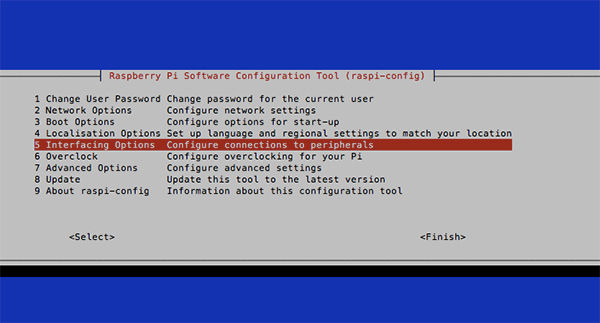 Raspberry Pi Software Configuration Tool (raspi-config)
1 Change User Password Change password for the current user
2 Network Options Configure network settings
3 Boot Options Configure options for start-up
4 Localisation Options Set up language and regional settings to match your location
5 Interfacing Options Configure connections to peripherals
6 Overclock Configure overclocking for your Pi
7 Advanced Options Configure advanced settings
8 Update Update this tool to the latest version
9 About raspi-config Information about this configuration tool
<Select> <Finish>